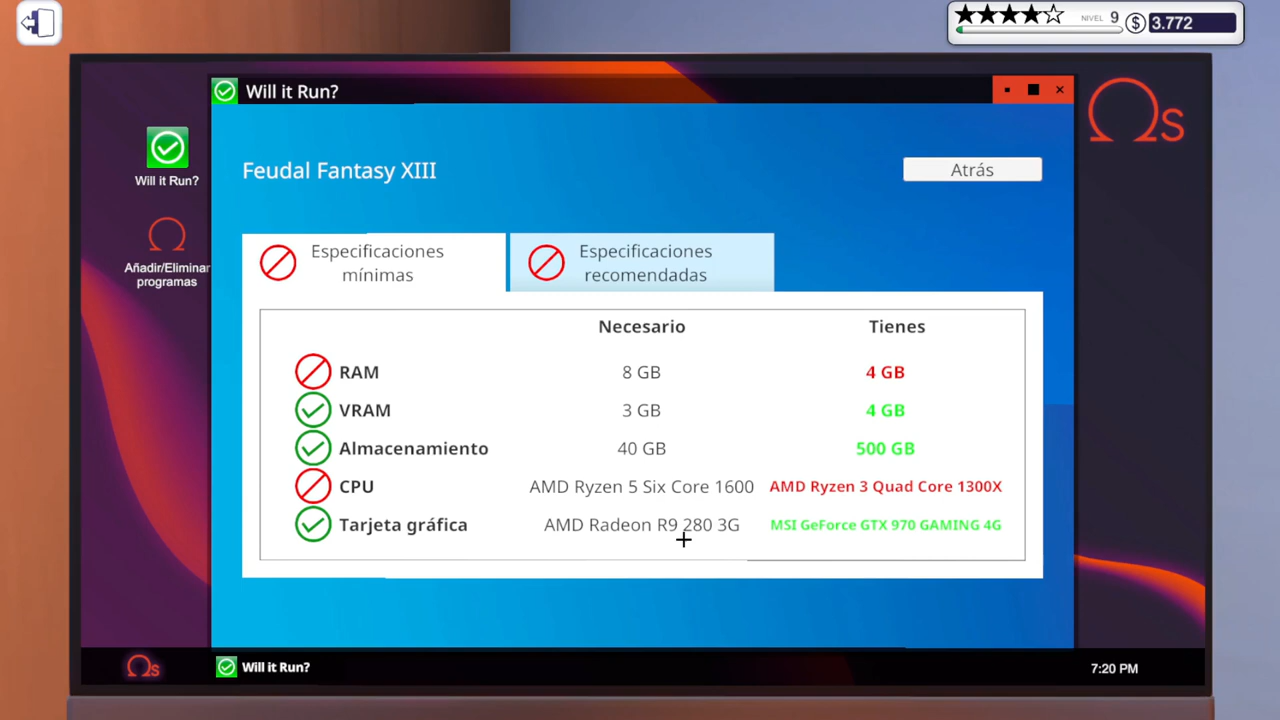 NIVEL 9
$ 3.772
Will it Run?
Ωs
Will it Run?
Añadir/Eliminar
programas
Feudal Fantasy XIII
Atrás
Especificaciones
mínimas
Especificaciones
recomendadas
Necesario Tienes
RAM 8 GB 4 GB
VRAM 3 GB 4 GB
Almacenamiento 40 GB 500 GB
CPU AMD Ryzen 5 Six Core 1600 AMD Ryzen 3 Quad Core 1300X
Tarjeta gráfica AMD Radeon R9 280 3G MSI GeForce GTX 970 GAMING 4G
Ωs
Will it Run?
7:20 PM